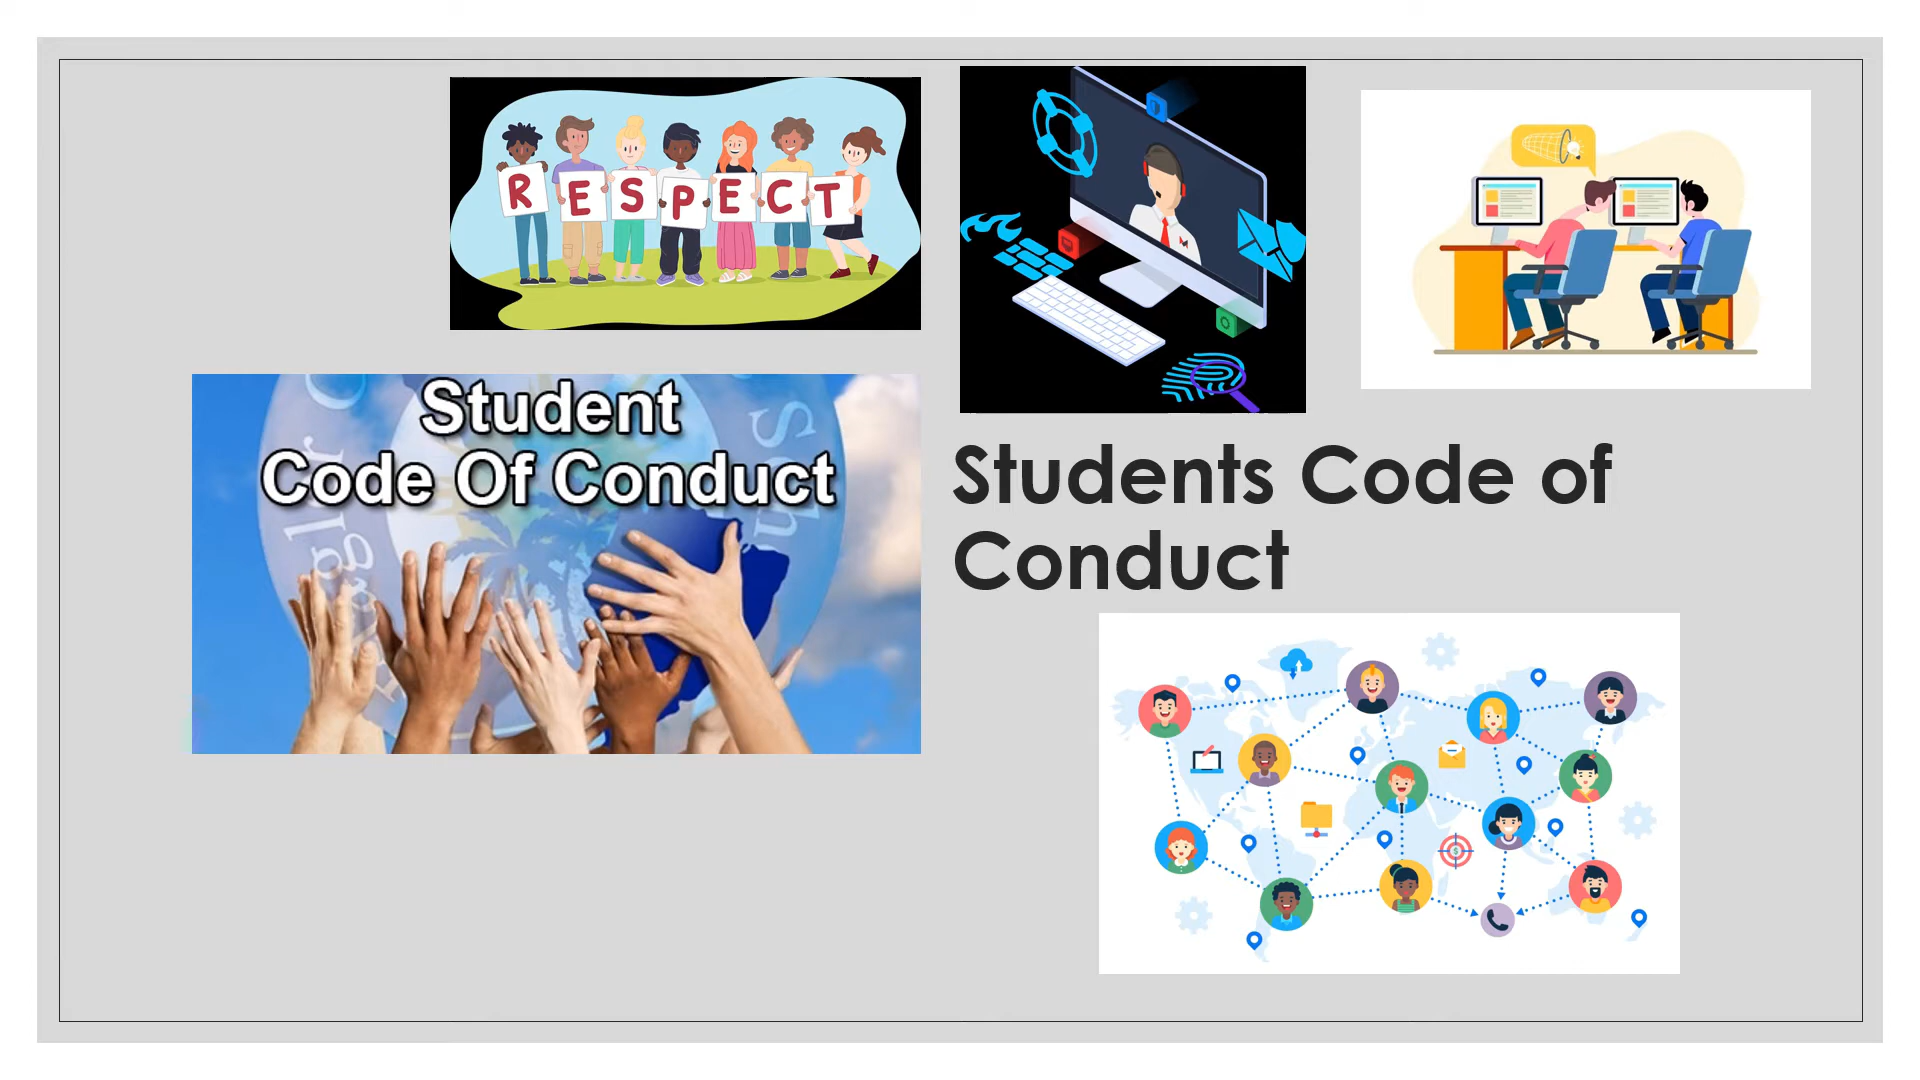 RESPECT
Student
Code Of Conduct
Students Code of
Conduct